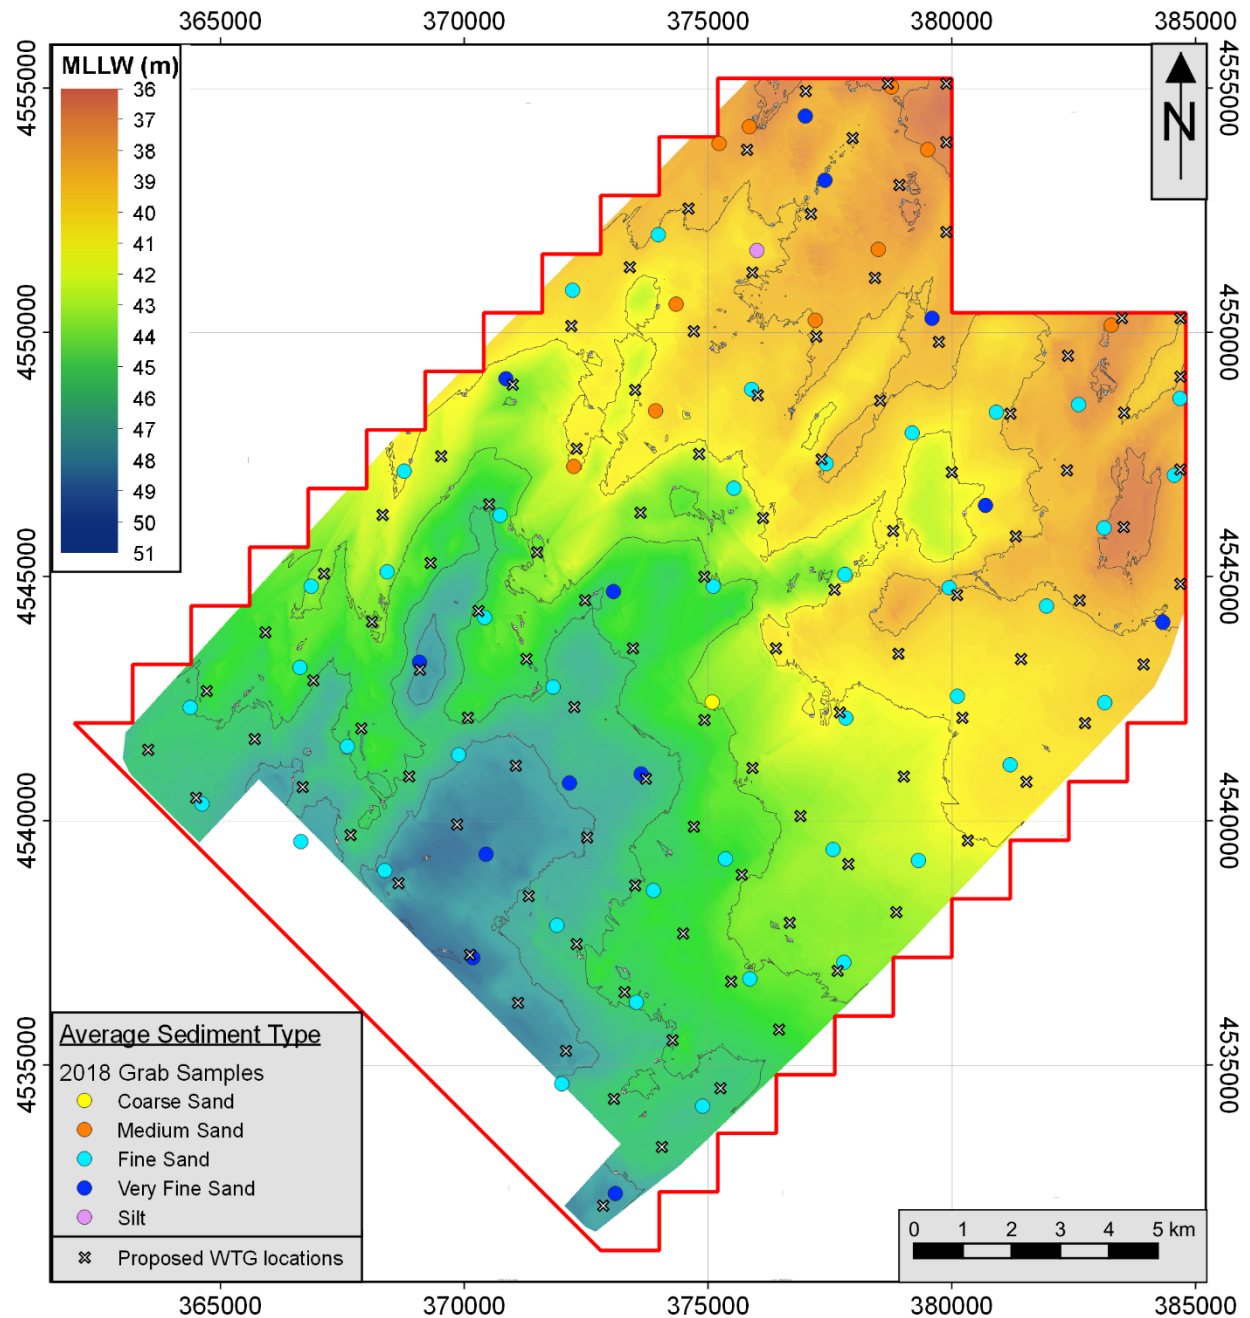 365000 370000 375000 380000 385000
MLLW (m)
36
37
38
39
40
41
42
43
44
45
46
47
48
49
50
51
N
4555000
4550000
4545000
4540000
4535000
4555000
4550000
4545000
4540000
4535000
Average Sediment Type
2018 Grab Samples
Coarse Sand
Medium Sand
Fine Sand
Very Fine Sand
Silt
Proposed WTG locations
0 1 2 3 4 5 km
365000 370000 375000 380000 385000